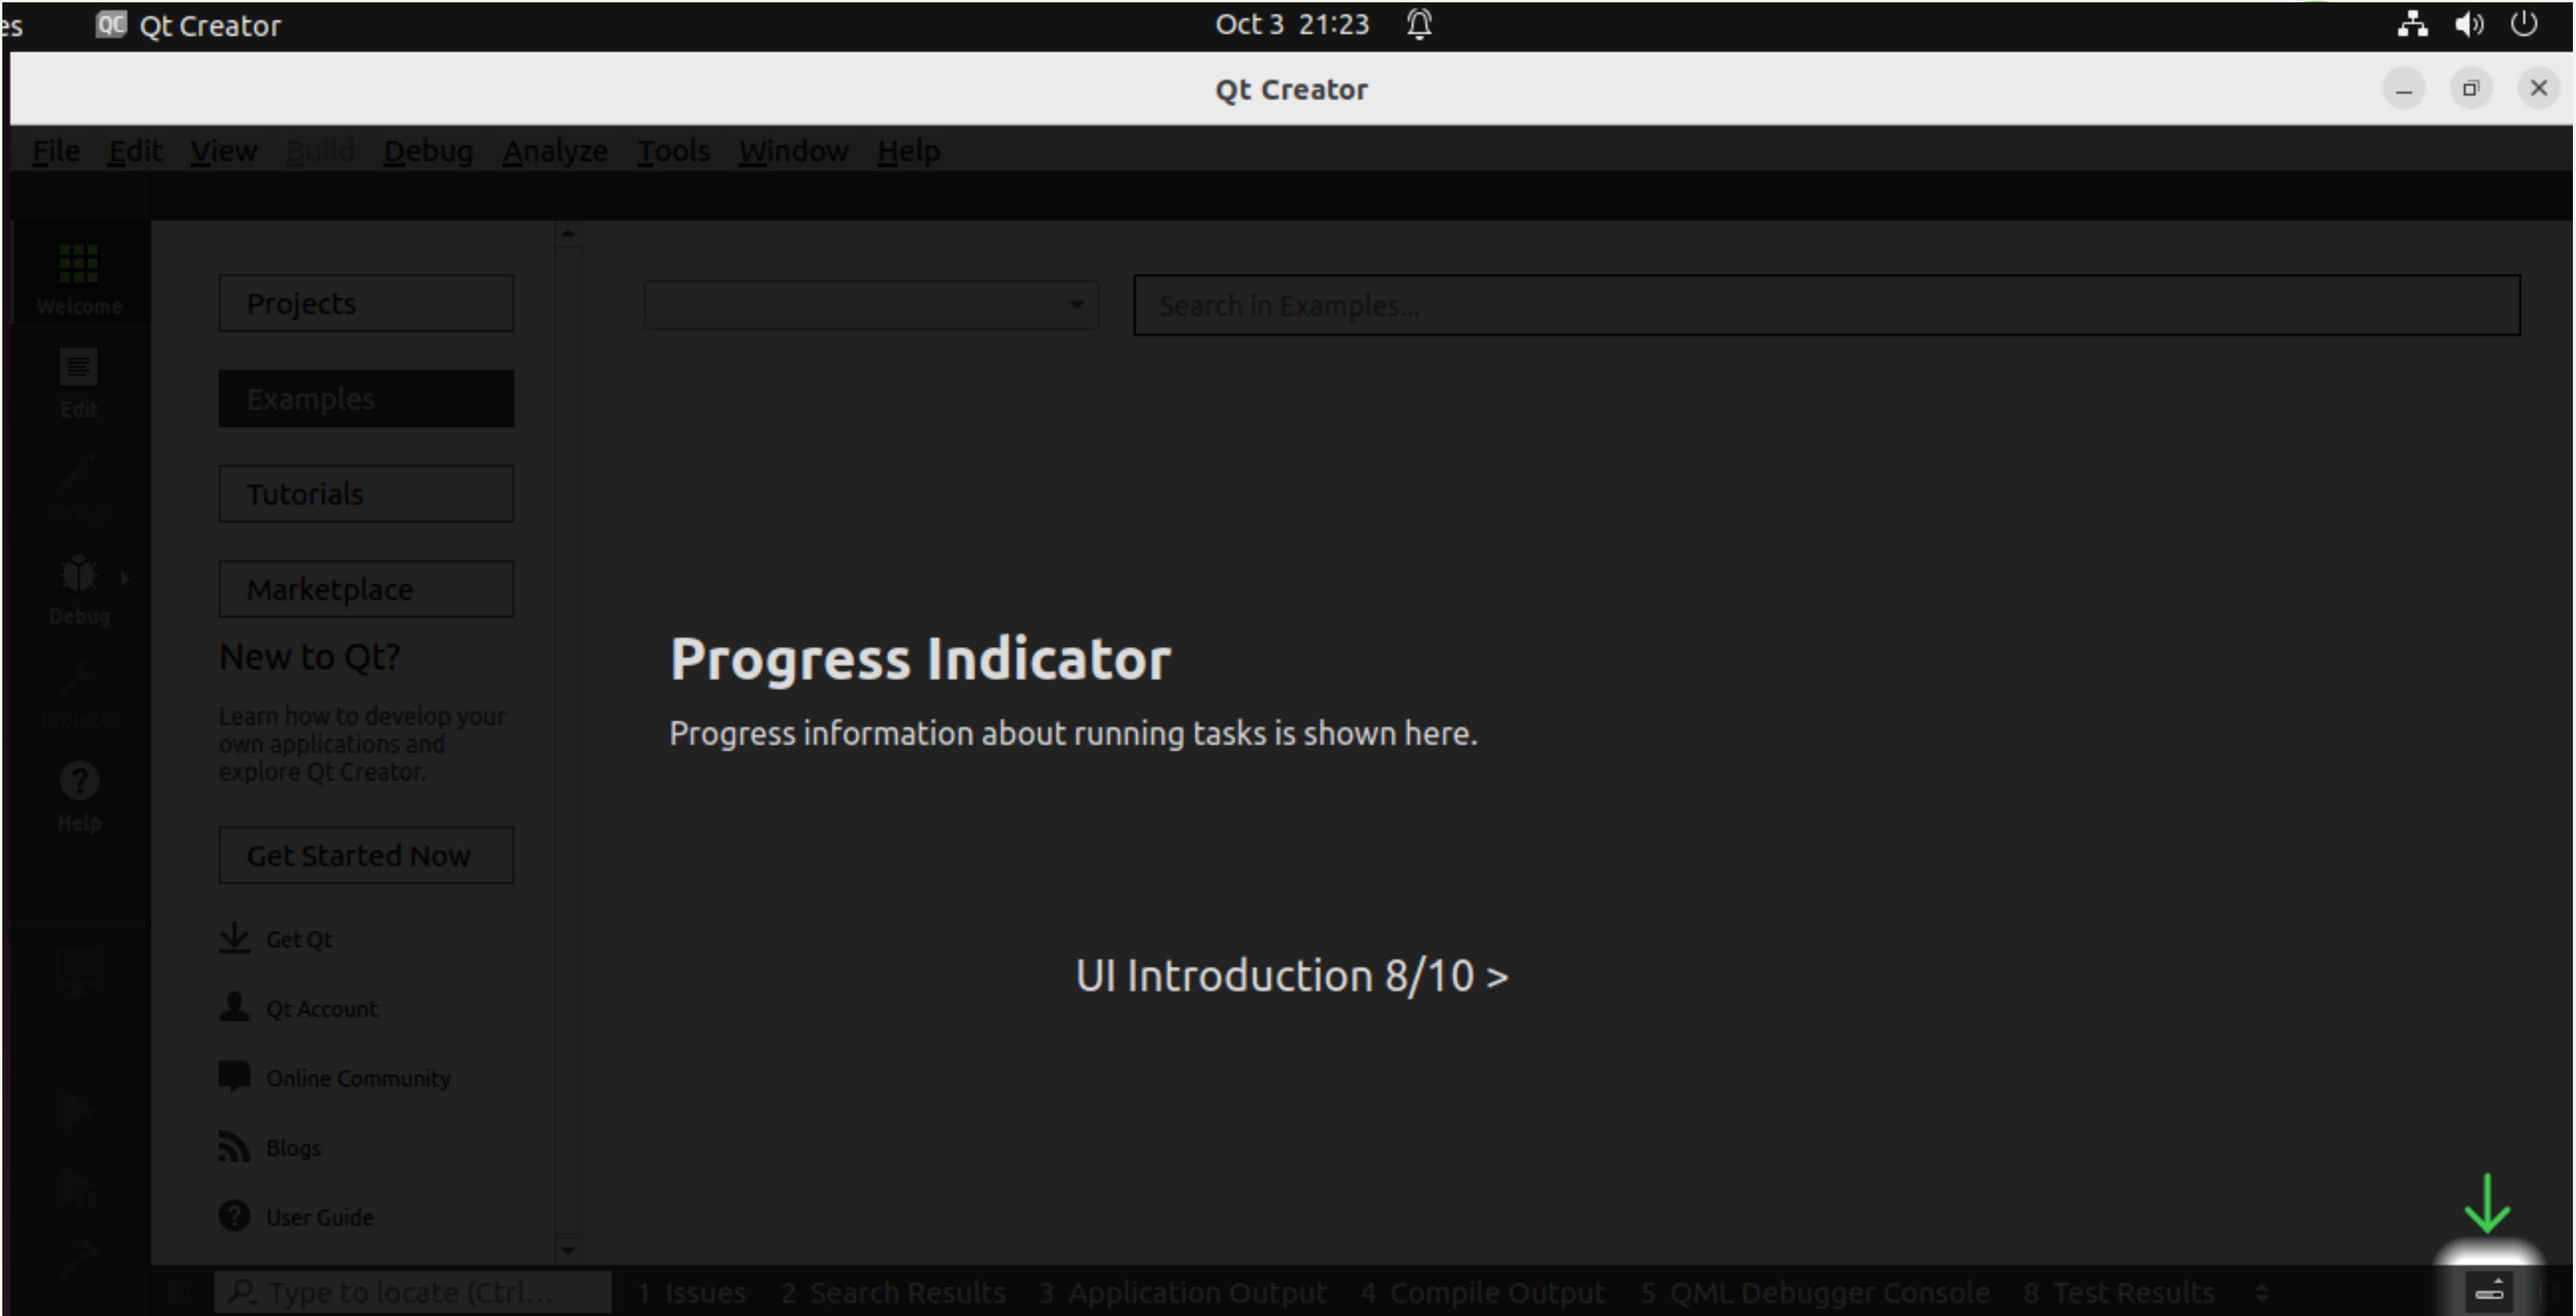 es QC Qt Creator Oct 3 21:23
Qt Creator
File Edit View Build Debug Analyze Tools Window Help
Welcome
Edit
Design
Debug
Projects
Help
Projects
Examples
Tutorials
Marketplace
New to Qt?
Learn how to develop your
own applications and
explore Qt Creator.
Get Started Now
Get Qt
Qt Account
Online Community
Blogs
User Guide
Search in Examples...
Progress Indicator
Progress information about running tasks is shown here.
UI Introduction 8/10 >
Type to locate (Ctrl... 1 Issues 2 Search Results 3 Application Output 4 Compile Output 5 QML Debugger Console 8 Test Results